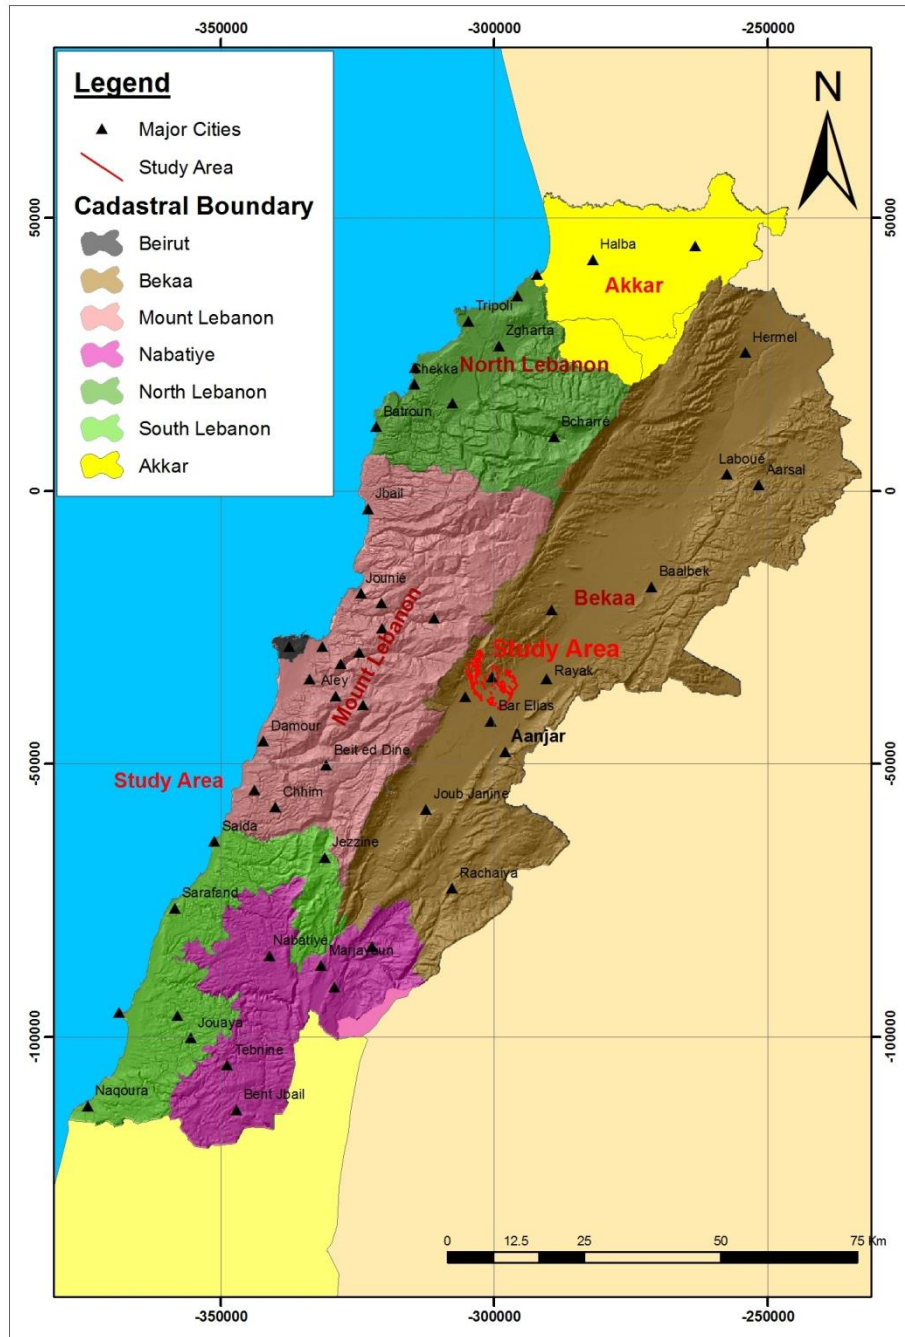 -350000
-300000
-250000
Legend
Major Cities
Study Area
Cadastral Boundary
Beirut
Bekaa
Mount Lebanon
Nabatiye
North Lebanon
South Lebanon
Akkar
N
50000
50000
Halba
Akkar
Tripoli
Zgharta
Hermel
Chekka
North Lebanon
Batroun
Bcharré
Laboué
Aarsal
0
0
Jbail
Jounié
Baalbek
Bekaa
Mount Lebanon
Study Area
Aley
Rayak
Bar Elias
Damour
Aanjar
Beit ed Dine
-50000
-50000
Study Area
Chhim
Joub Janine
Saida
Jezzine
Rachaiya
Sarafand
Nabatiye
Marjayoun
-100000
-100000
Jouaya
Tebnine
Naqoura
Bent Jbail
0
12.5
25
50
75 Km
-350000
-300000
-250000